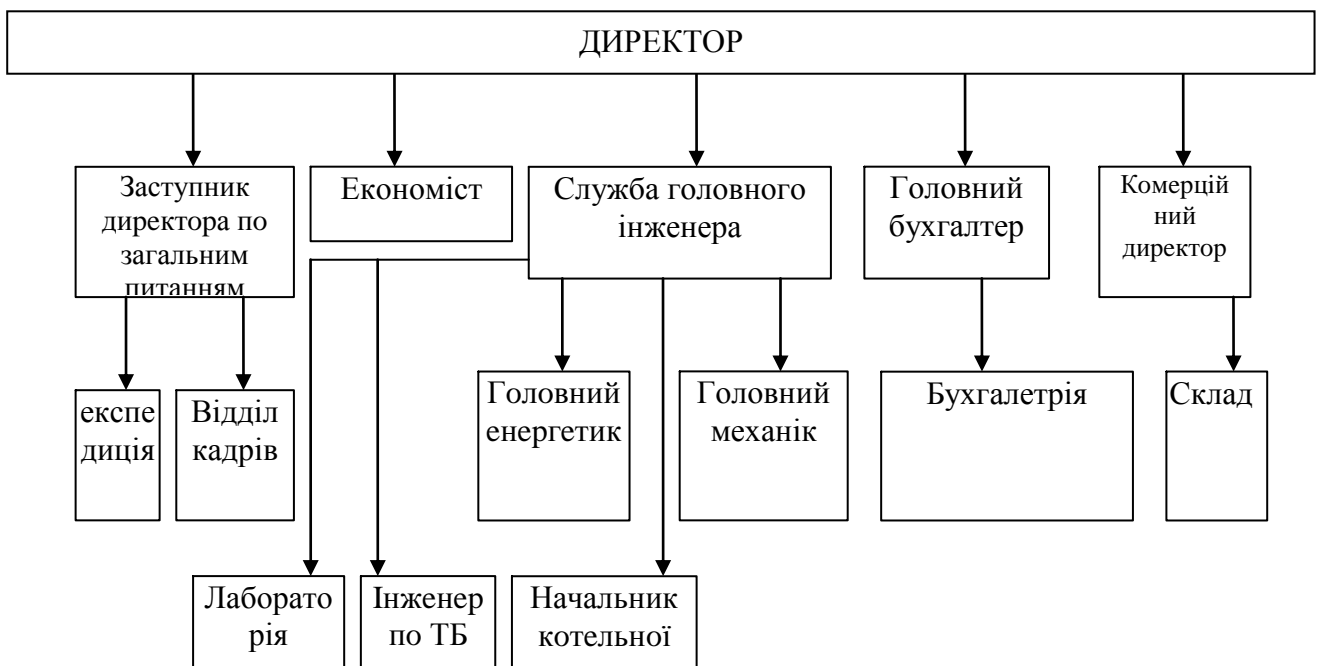 ДИРЕКТОР
Заступник
директора по
загальним
питанням
Економіст
Служба головного
інженера
Головний
бухгалтер
Комерцій
ний
директор
експе
диція
Відділ
кадрів
Головний
енергетик
Головний
механік
Бухгалетрія
Склад
Лаборато
рія
Інженер
по ТБ
Начальник
котельної